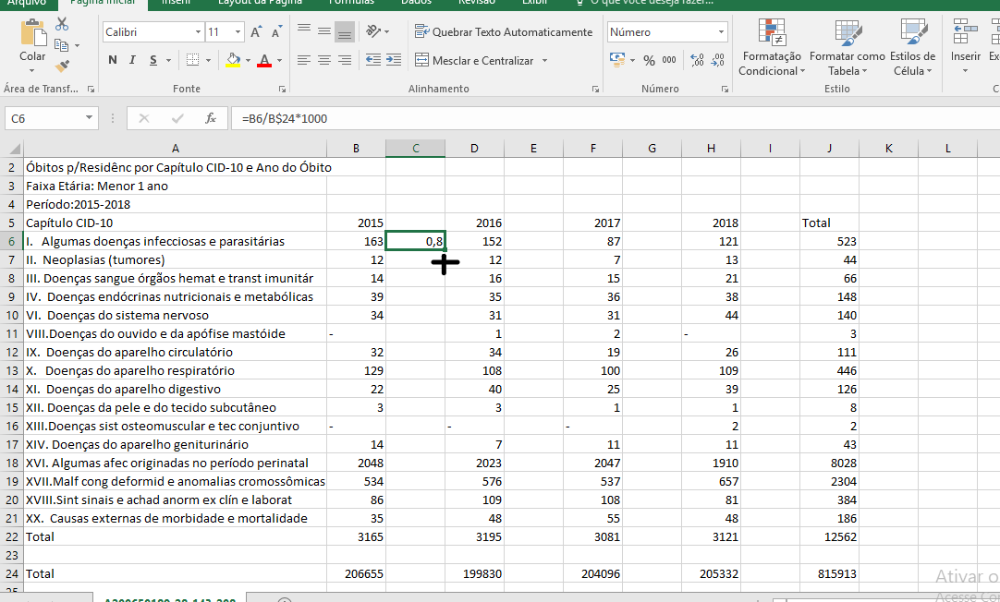 Arquivo Página Inicial Inserir Layout da Página Fórmulas Dados Revisão Exibir O que você deseja fazer...
Colar
Calibri 11 A A
N I S A
Quebrar Texto Automaticamente
Mesclar e Centralizar
Número
% 000
Formatação Condicional
Formatar como Tabela
Estilos de Célula
Inserir
Área de Transf... Fonte Alinhamento Número Estilo
C6 fx =B6/B$24*1000
A B C D E F G H I J K L
2 Óbitos p/Residênc por Capítulo CID-10 e Ano do Óbito
3 Faixa Etária: Menor 1 ano
4 Período:2015-2018
5 Capítulo CID-10 2015 2016 2017 2018 Total
6 I. Algumas doenças infecciosas e parasitárias 163 0,8 152 87 121 523
7 II. Neoplasias (tumores) 12 12 7 13 44
8 III. Doenças sangue órgãos hemat e transt imunitár 14 16 15 21 66
9 IV. Doenças endócrinas nutricionais e metabólicas 39 35 36 38 148
10 VI. Doenças do sistema nervoso 34 31 31 44 140
11 VIII.Doenças do ouvido e da apófise mastóide - 1 2 - 3
12 IX. Doenças do aparelho circulatório 32 34 19 26 111
13 X. Doenças do aparelho respiratório 129 108 100 109 446
14 XI. Doenças do aparelho digestivo 22 40 25 39 126
15 XII. Doenças da pele e do tecido subcutâneo 3 3 1 1 8
16 XIII.Doenças sist osteomuscular e tec conjuntivo - - - 2 2
17 XIV. Doenças do aparelho geniturinário 14 7 11 11 43
18 XVI. Algumas afec originadas no período perinatal 2048 2023 2047 1910 8028
19 XVII.Malf cong deformid e anomalias cromossômicas 534 576 537 657 2304
20 XVIII.Sint sinais e achad anorm ex clín e laborat 86 109 108 81 384
21 XX. Causas externas de morbidade e mortalidade 35 48 55 48 186
22 Total 3165 3195 3081 3121 12562
23
24 Total 206655 199830 204096 205332 815913
Ativar o